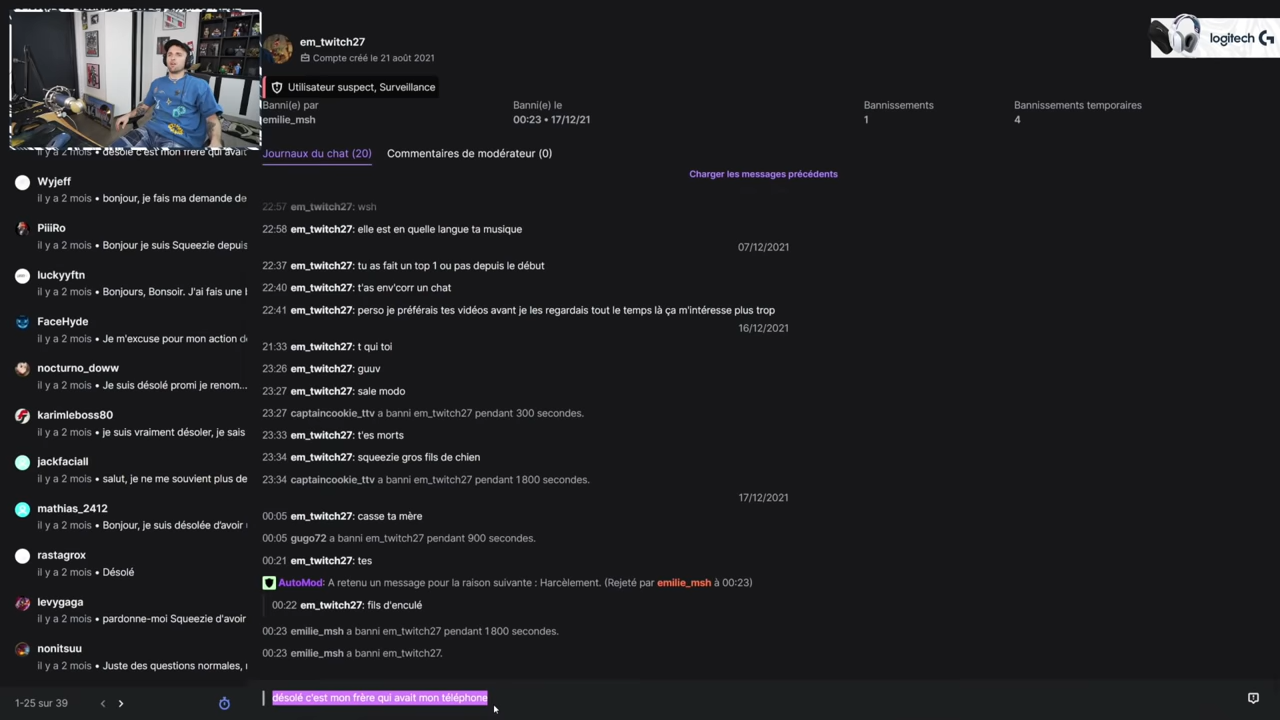 em_twitch27
Compte créé le 21 août 2021
logitech G
Utilisateur suspect, Surveillance
Banni(e) par
emilie_msh
Banni(e) le
00:23 • 17/12/21
Bannissements
1
Bannissements temporaires
4
Journaux du chat (20)
Commentaires de modérateur (0)
Charger les messages précédents
il y a 2 mois • désolé c'est mon frère qui avait
Wyjeff
il y a 2 mois • bonjour, je fais ma demande de
PiiiRo
il y a 2 mois • Bonjour je suis Squeezie depuis
luckyyftn
il y a 2 mois • Bonjours, Bonsoir. J'ai fais une
FaceHyde
il y a 2 mois • Je m'excuse pour mon action
nocturno_doww
il y a 2 mois • Je suis désolé promi je renom...
karimleboss80
il y a 2 mois • je suis vraiment désoler, je sais
jackfaciall
il y a 2 mois • salut, je ne me souvient plus de
mathias_2412
il y a 2 mois • Bonjour, je suis désolée d'avoir
rastagrox
il y a 2 mois • Désolé
levygaga
il y a 2 mois • pardonne-moi Squeezie d'avoir
nonitsuu
il y a 2 mois • Juste des questions normales,
1-25 sur 39
22:57 em_twitch27: wsh
22:58 em_twitch27: elle est en quelle langue ta musique
07/12/2021
22:37 em_twitch27: tu as fait un top 1 ou pas depuis le début
22:40 em_twitch27: t'as env'corr un chat
22:41 em_twitch27: perso je préférais tes vidéos avant je les regardais tout le temps là ça m'intéresse plus trop
16/12/2021
21:33 em_twitch27: t qui toi
23:26 em_twitch27: guuv
23:27 em_twitch27: sale modo
23:27 captaincookie_ttv a banni em_twitch27 pendant 300 secondes.
23:33 em_twitch27: t'es morts
23:34 em_twitch27: squeezie gros fils de chien
23:34 captaincookie_ttv a banni em_twitch27 pendant 1 800 secondes.
17/12/2021
00:05 em_twitch27: casse ta mère
00:05 gugo72 a banni em_twitch27 pendant 900 secondes.
00:21 em_twitch27: tes
AutoMod: A retenu un message pour la raison suivante : Harcèlement. (Rejeté par emilie_msh à 00:23)
00:22 em_twitch27: fils d'enculé
00:23 emilie_msh a banni em_twitch27 pendant 1 800 secondes.
00:23 emilie_msh a banni em_twitch27.
désolé c'est mon frère qui avait mon téléphone